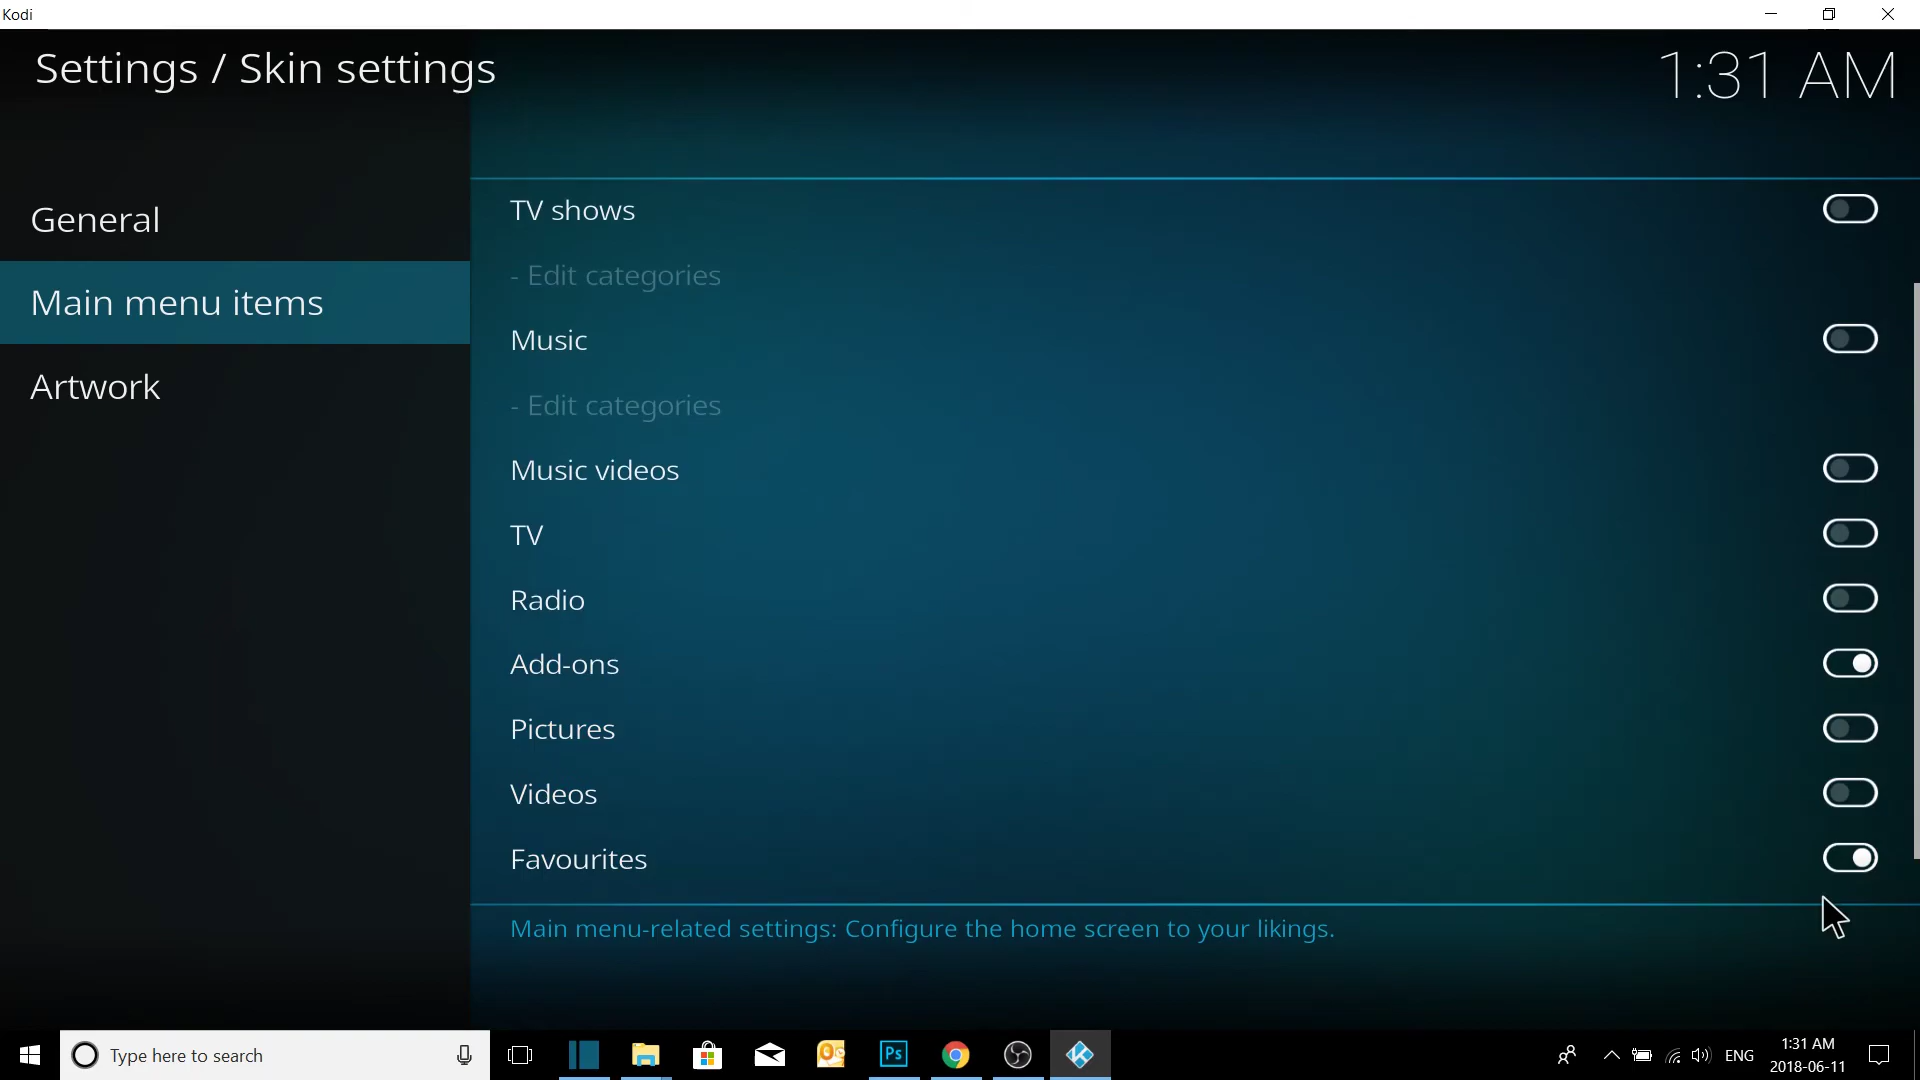 Kodi
Settings / Skin settings
1:31 AM
General
Main menu items
Artwork
TV shows
- Edit categories
Music
- Edit categories
Music videos
TV
Radio
Add-ons
Pictures
Videos
Favourites
Main menu-related settings: Configure the home screen to your likings.
Type here to search
Ps
ENG
1:31 AM
2018-06-11